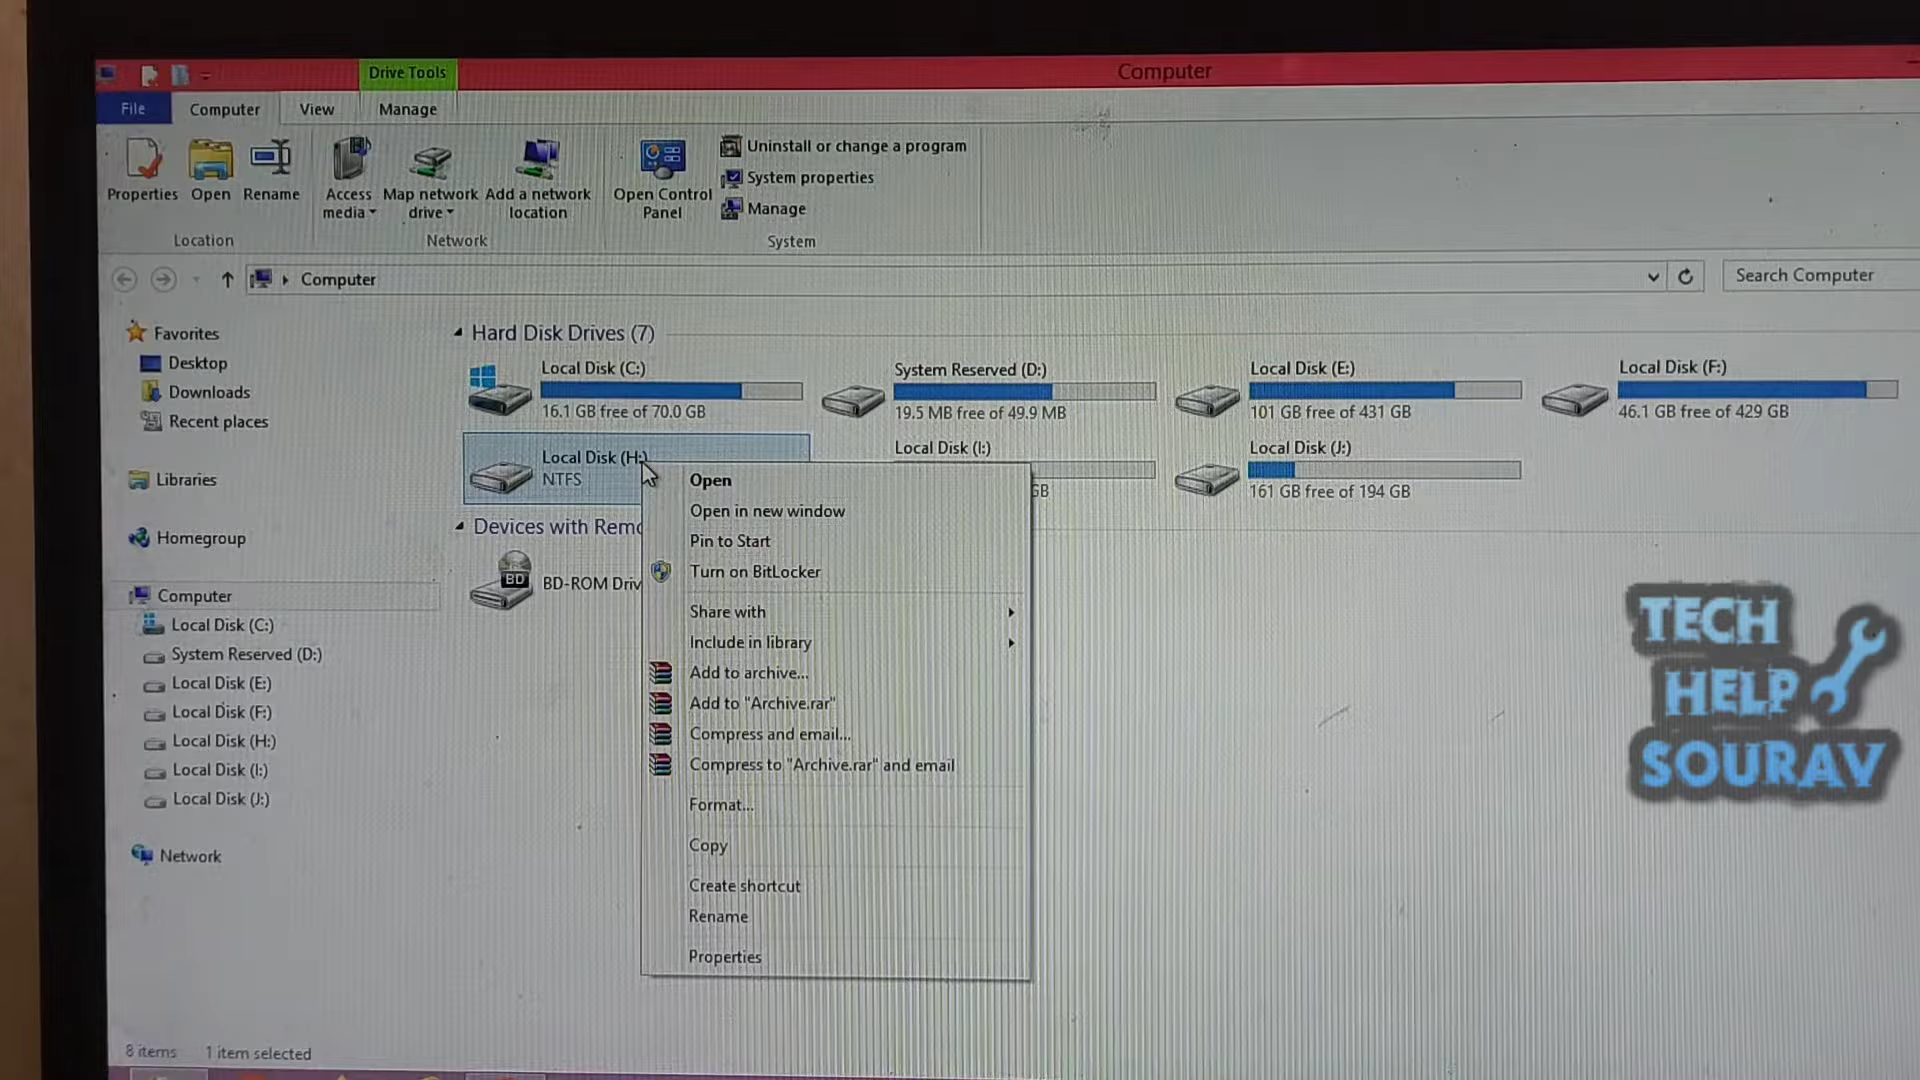 Drive Tools
Computer
File
Computer
View
Manage
Properties
Open
Rename
Access media
Map network drive
Add a network location
Open Control Panel
Uninstall or change a program
System properties
Manage
Location
Network
System
Computer
Search Computer
Favorites
Desktop
Downloads
Recent places
Libraries
Homegroup
Computer
Local Disk (C:)
System Reserved (D:)
Local Disk (E:)
Local Disk (F:)
Local Disk (H:)
Local Disk (I:)
Local Disk (J:)
Network
Hard Disk Drives (7)
Local Disk (C:)
16.1 GB free of 70.0 GB
System Reserved (D:)
19.5 MB free of 49.9 MB
Local Disk (E:)
101 GB free of 431 GB
Local Disk (F:)
46.1 GB free of 429 GB
Local Disk (H:)
NTFS
Local Disk (I:)
GB
Local Disk (J:)
161 GB free of 194 GB
Devices with Remo
BD
BD-ROM Driv
Open
Open in new window
Pin to Start
Turn on BitLocker
Share with
Include in library
Add to archive...
Add to "Archive.rar"
Compress and email...
Compress to "Archive.rar" and email
Format...
Copy
Create shortcut
Rename
Properties
TECH
HELP
SOURAV
8 items
1 item selected